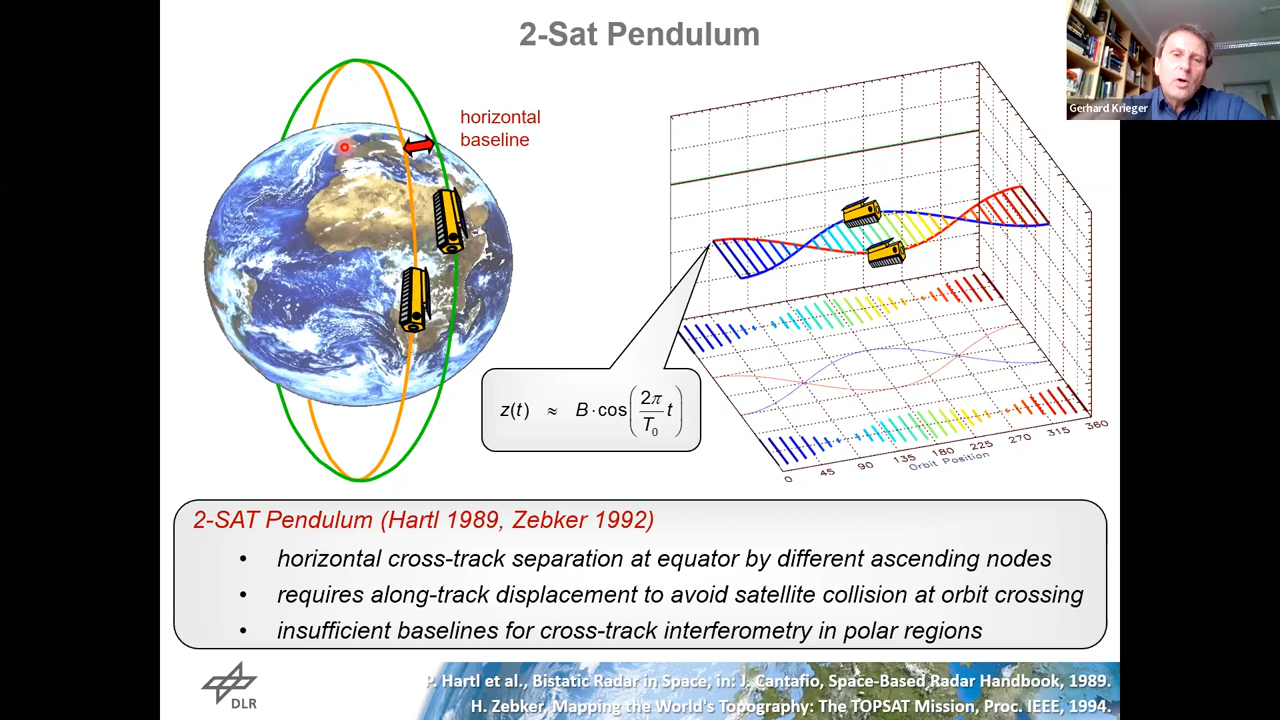 2-Sat Pendulum
Gerhard Krieger
horizontal
baseline
z(t) ≈ B·cos(2π/T₀ t)
0 45 90 135 180 225 270 315 360
Orbit Position
2-SAT Pendulum (Hartl 1989, Zebker 1992)
• horizontal cross-track separation at equator by different ascending nodes
• requires along-track displacement to avoid satellite collision at orbit crossing
• insufficient baselines for cross-track interferometry in polar regions
DLR
P. Hartl et al., Bistatic Radar in Space; in: J. Cantafio, Space-Based Radar Handbook, 1989.
H. Zebker, Mapping the World's Topography: The TOPSAT Mission, Proc. IEEE, 1994.